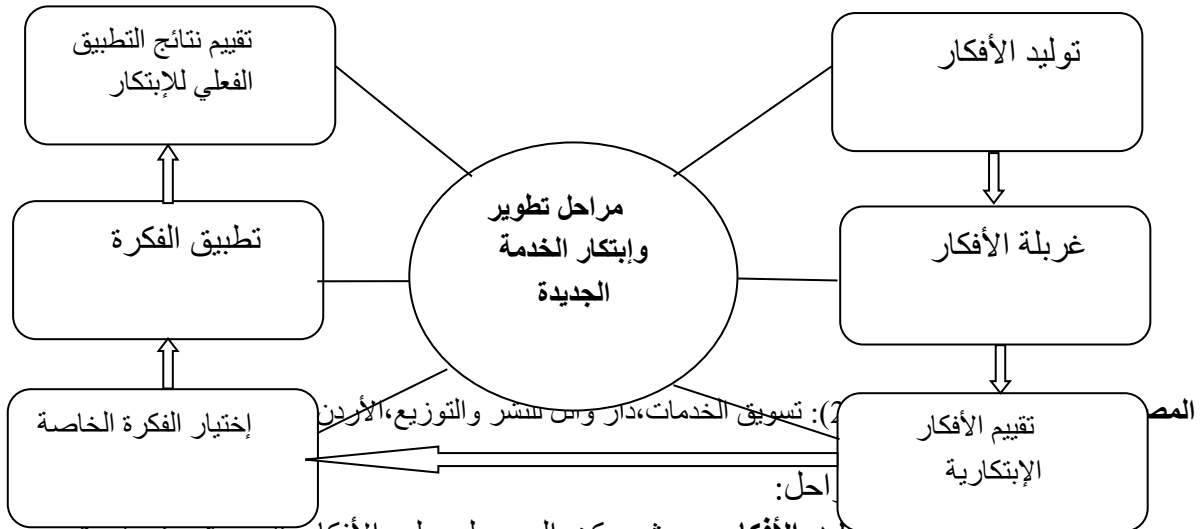 توليد الأفكار
غربلة الأفكار
تقييم الأفكار
الإبتكارية
إختيار الفكرة الخاصة
تطبيق الفكرة
تقييم نتائج التطبيق
الفعلي للإبتكار
مراحل تطوير
وإبتكار الخدمة
الجديدة
): تسويق الخدمات،دار وائل للنشر والتوزيع،الأردن
الأفكار